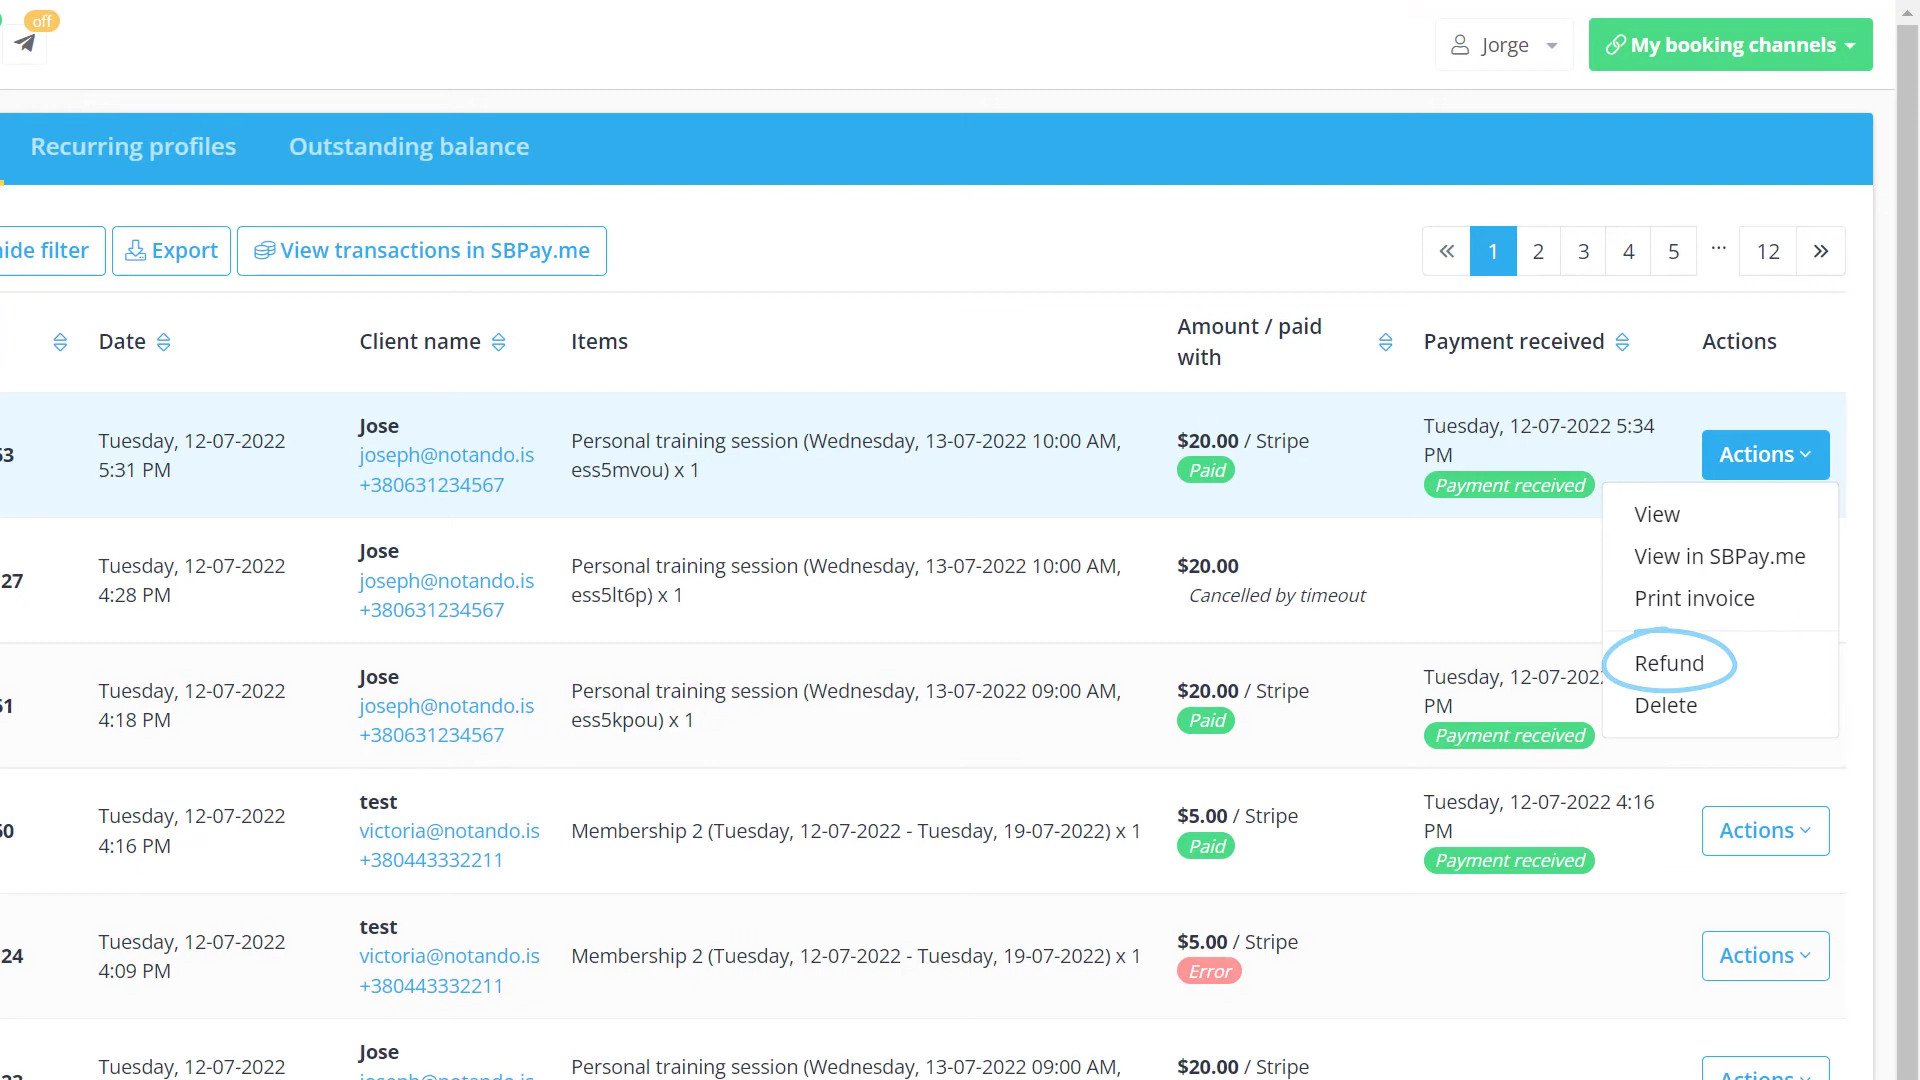 off
Jorge
My booking channels
Recurring profiles
Outstanding balance
ide filter
Export
View transactions in SBPay.me
«
1
2
3
4
5
...
12
»
Date
Client name
Items
Amount / paid
with
Payment received
Actions
53
Tuesday, 12-07-2022
5:31 PM
Jose
joseph@notando.is
+380631234567
Personal training session (Wednesday, 13-07-2022 10:00 AM,
ess5mvou) x 1
$20.00 / Stripe
Paid
Tuesday, 12-07-2022 5:34
PM
Payment received
Actions
View
View in SBPay.me
Print invoice
Refund
Delete
27
Tuesday, 12-07-2022
4:28 PM
Jose
joseph@notando.is
+380631234567
Personal training session (Wednesday, 13-07-2022 10:00 AM,
ess5lt6p) x 1
$20.00
Cancelled by timeout
51
Tuesday, 12-07-2022
4:18 PM
Jose
joseph@notando.is
+380631234567
Personal training session (Wednesday, 13-07-2022 09:00 AM,
ess5kpou) x 1
$20.00 / Stripe
Paid
Tuesday, 12-07-202
PM
Payment received
50
Tuesday, 12-07-2022
4:16 PM
test
victoria@notando.is
+380443332211
Membership 2 (Tuesday, 12-07-2022 - Tuesday, 19-07-2022) x 1
$5.00 / Stripe
Paid
Tuesday, 12-07-2022 4:16
PM
Payment received
Actions
24
Tuesday, 12-07-2022
4:09 PM
test
victoria@notando.is
+380443332211
Membership 2 (Tuesday, 12-07-2022 - Tuesday, 19-07-2022) x 1
$5.00 / Stripe
Error
Actions
Tuesday, 12-07-2022
Jose
joseph@notando.is
Personal training session (Wednesday, 13-07-2022 09:00 AM,
$20.00 / Stripe
Actions